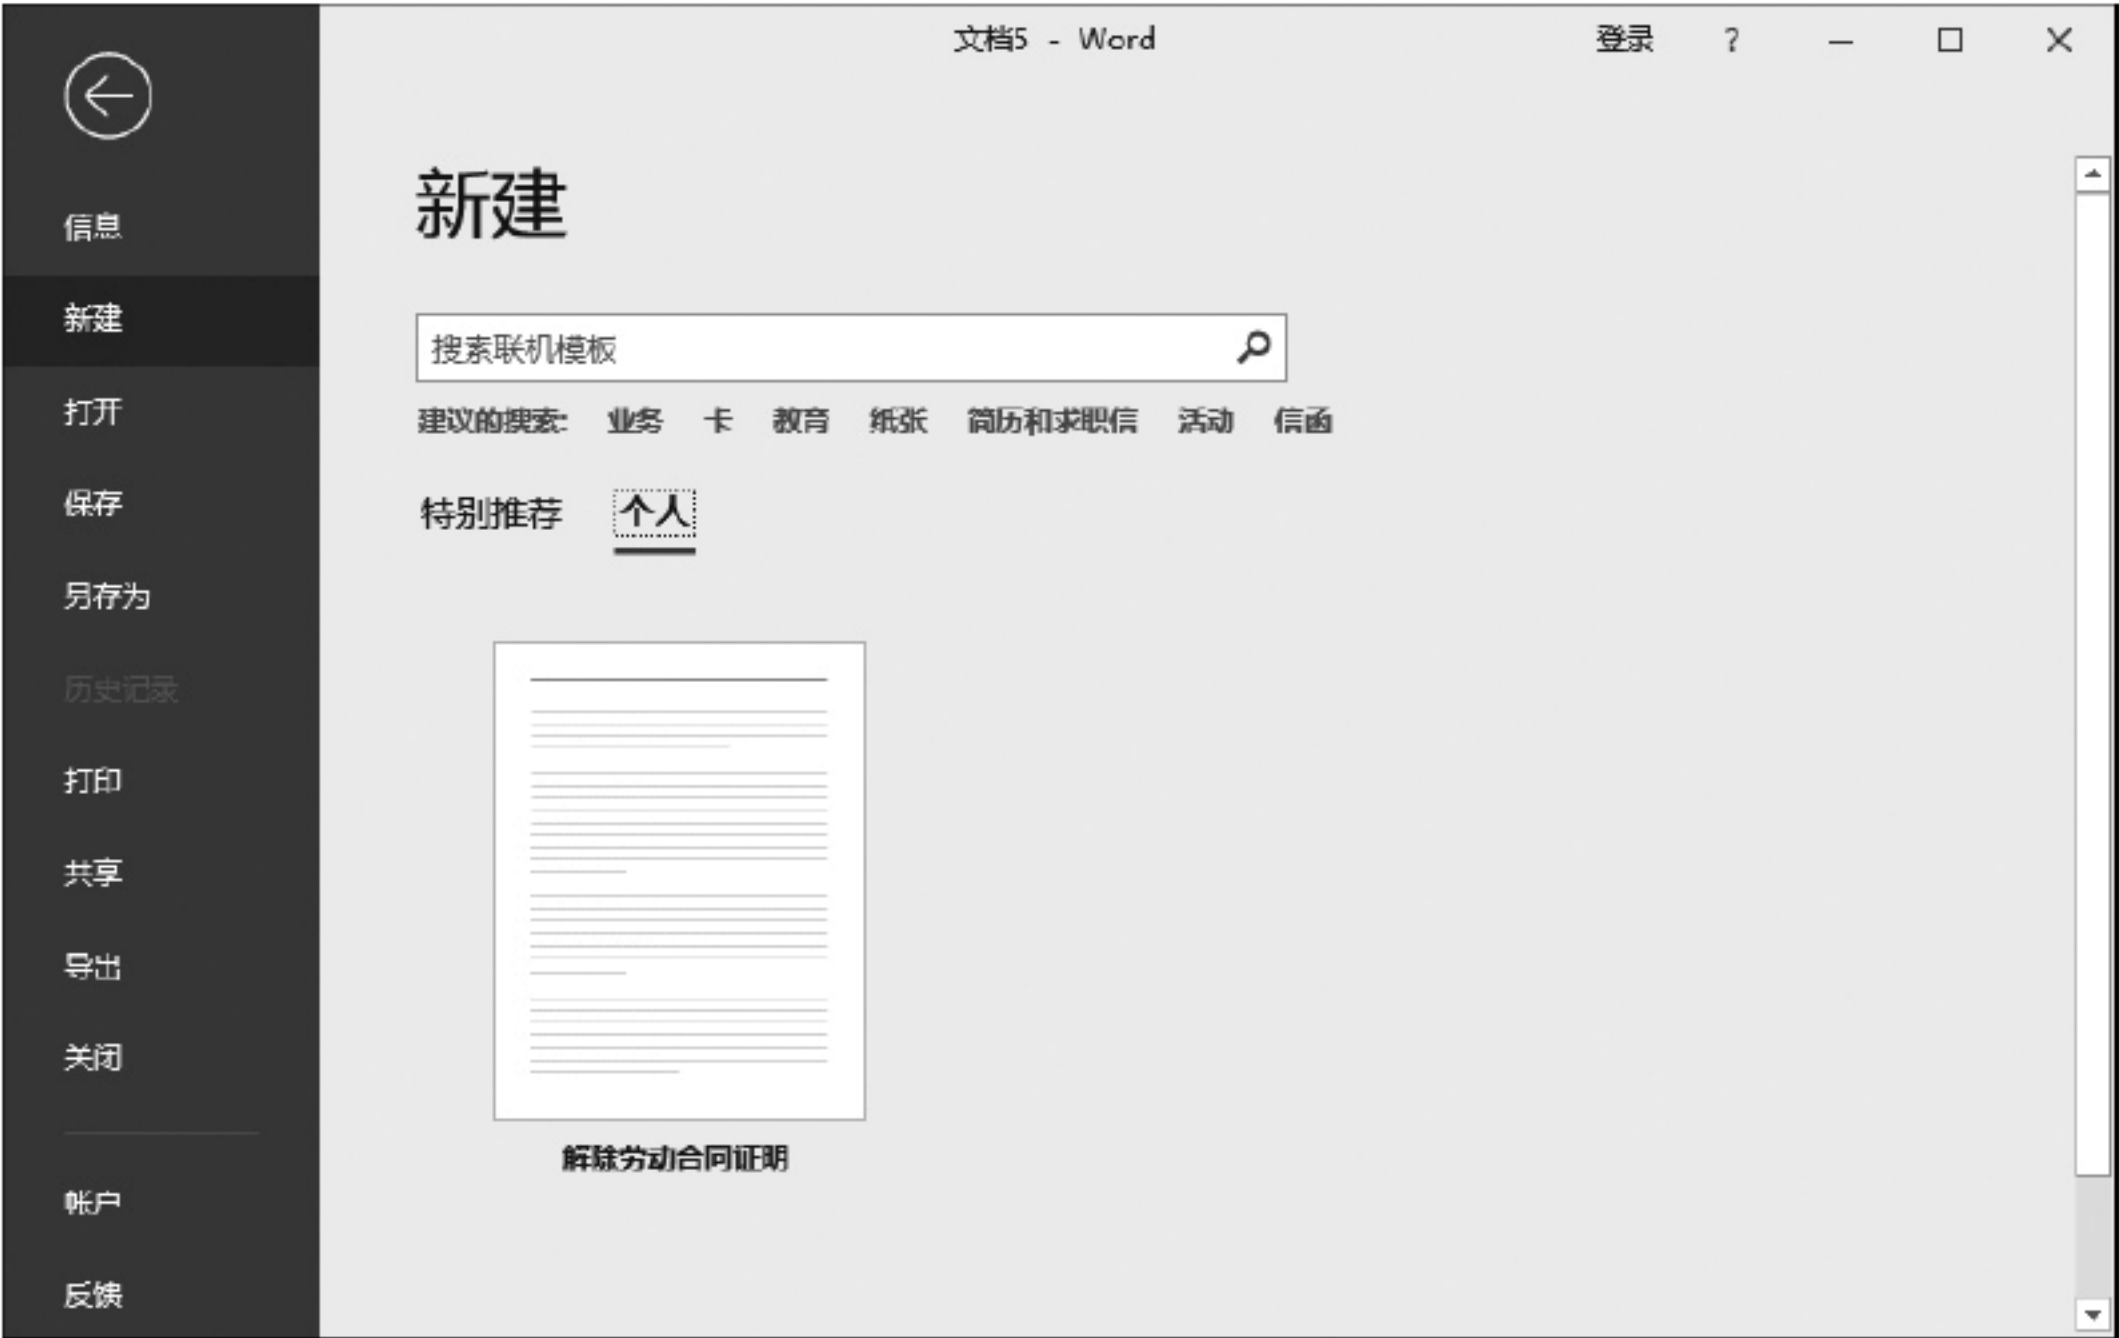 文档5 - Word
登录 ?
信息
新建
打开
保存
另存为
历史记录
打印
共享
导出
关闭
帐户
反馈
新建
搜索联机模板
建议的搜索: 业务 卡 教育 纸张 简历和求职信 活动 信函
特别推荐 个人
解除劳动合同证明